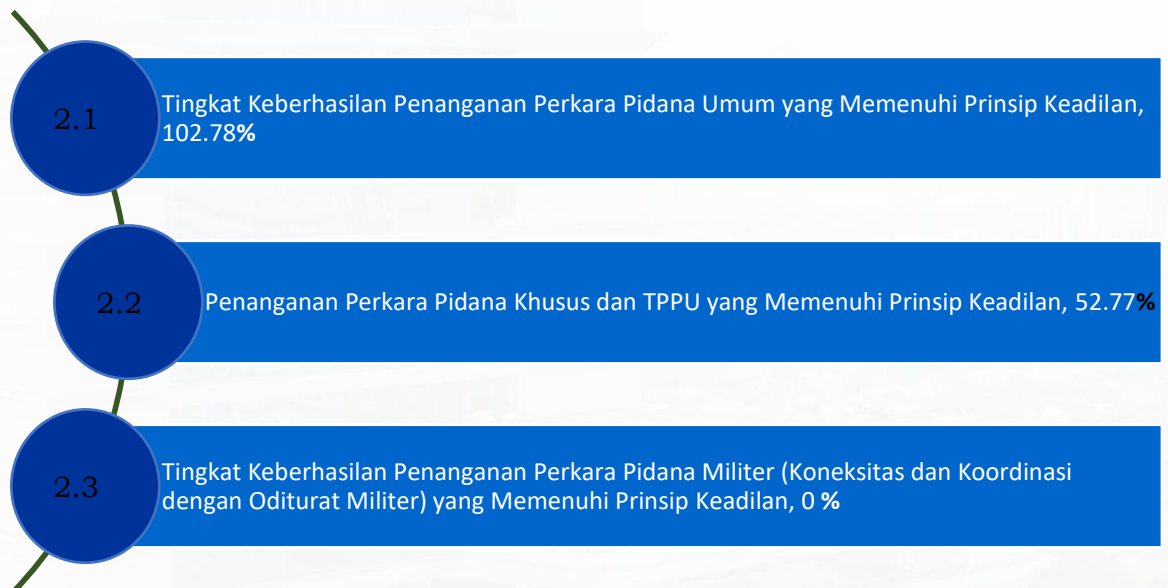 2.1
Tingkat Keberhasilan Penanganan Perkara Pidana Umum yang Memenuhi Prinsip Keadilan,
102.78%
2.2
Penanganan Perkara Pidana Khusus dan TPPU yang Memenuhi Prinsip Keadilan, 52.77%
2.3
Tingkat Keberhasilan Penanganan Perkara Pidana Militer (Koneksitas dan Koordinasi
dengan Oditurat Militer) yang Memenuhi Prinsip Keadilan, 0 %